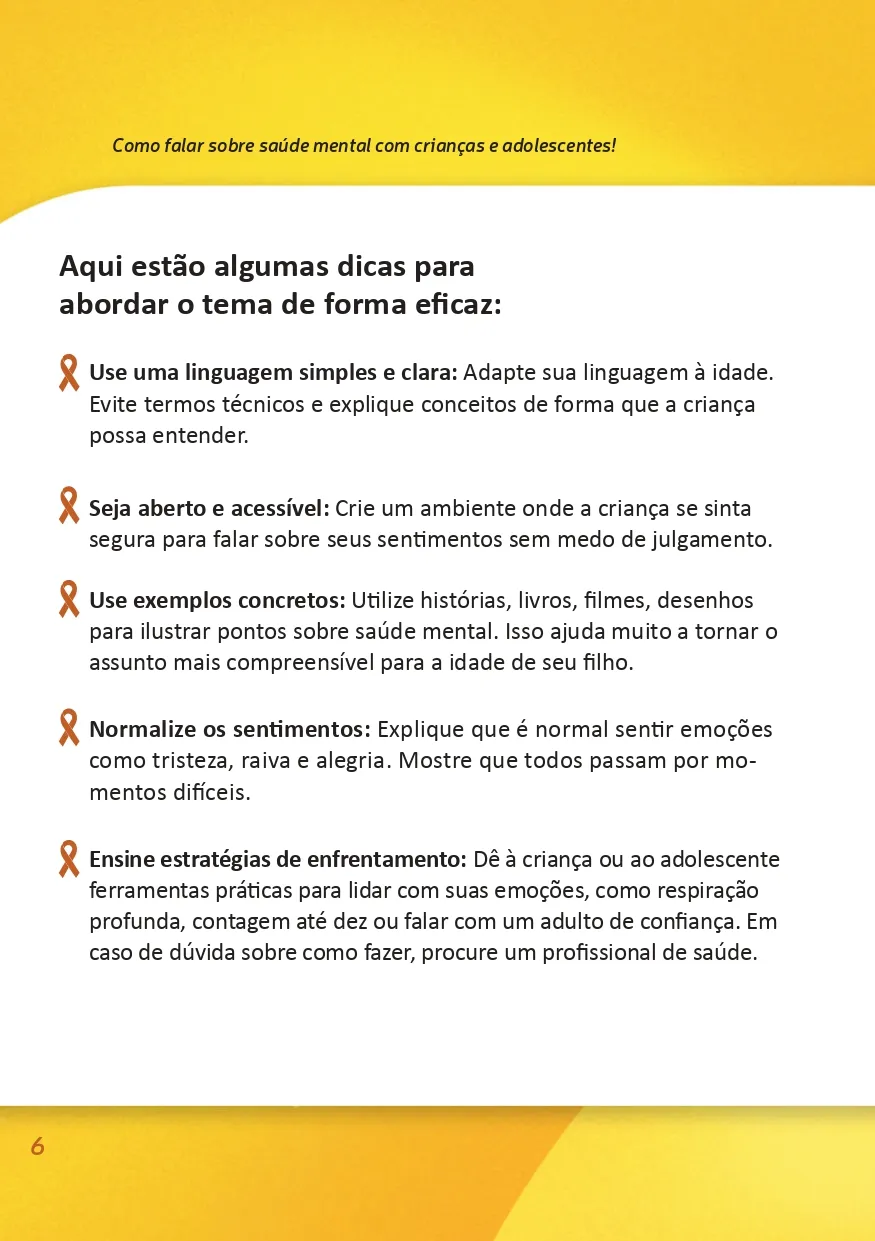 Como falar sobre saúde mental com crianças e adolescentes!
Aqui estão algumas dicas para
abordar o tema de forma eficaz:
Use uma linguagem simples e clara: Adapte sua linguagem à idade.
Evite termos técnicos e explique conceitos de forma que a criança
possa entender.
Seja aberto e acessível: Crie um ambiente onde a criança se sinta
segura para falar sobre seus sentimentos sem medo de julgamento.
Use exemplos concretos: Utilize histórias, livros, filmes, desenhos
para ilustrar pontos sobre saúde mental. Isso ajuda muito a tornar o
assunto mais compreensível para a idade de seu filho.
Normalize os sentimentos: Explique que é normal sentir emoções
como tristeza, raiva e alegria. Mostre que todos passam por mo-
mentos difíceis.
Ensine estratégias de enfrentamento: Dê à criança ou ao adolescente
ferramentas práticas para lidar com suas emoções, como respiração
profunda, contagem até dez ou falar com um adulto de confiança. Em
caso de dúvida sobre como fazer, procure um profissional de saúde.
6